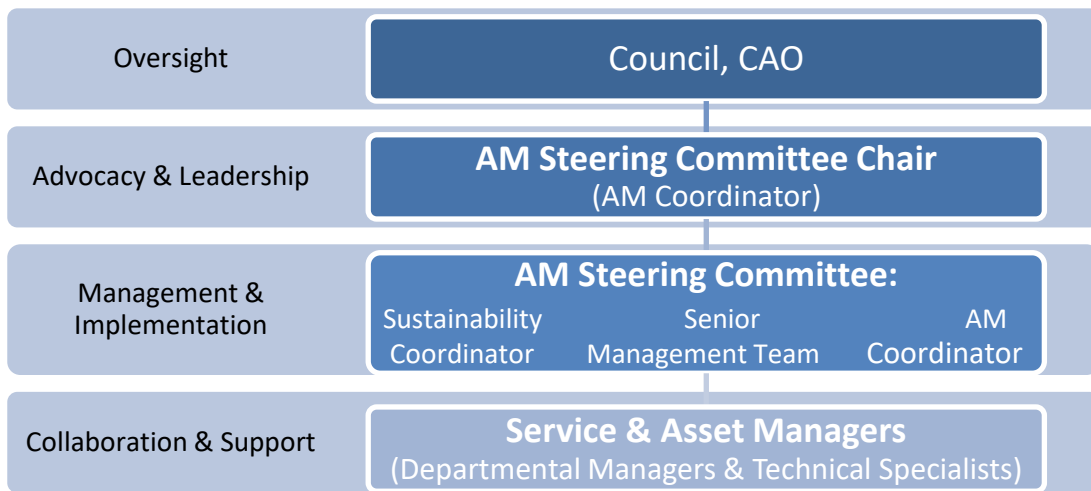 Oversight
Council, CAO
Advocacy & Leadership
AM Steering Committee Chair
(AM Coordinator)
Management &
Implementation
AM Steering Committee:
Sustainability Senior AM
Coordinator Management Team Coordinator
Collaboration & Support
Service & Asset Managers
(Departmental Managers & Technical Specialists)